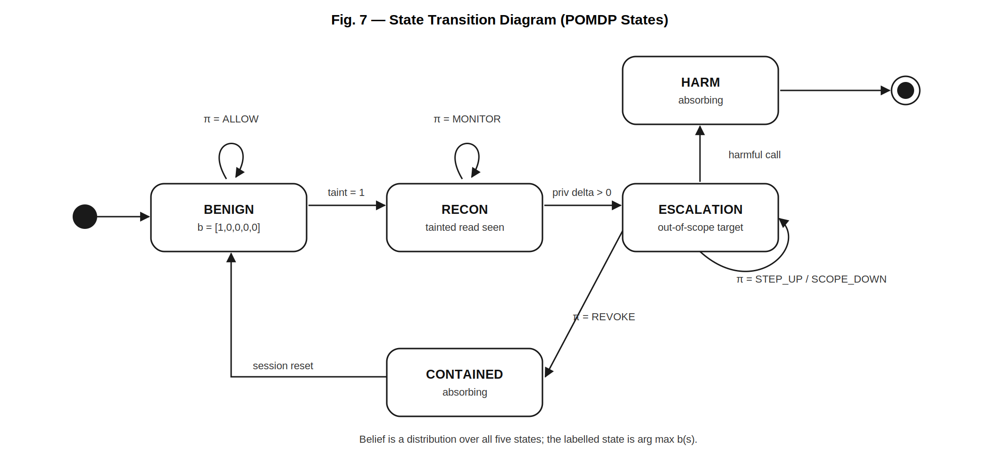 Fig. 7 — State Transition Diagram (POMDP States)
HARM
absorbing
π = ALLOW
π = MONITOR
harmful call
taint = 1
priv delta > 0
BENIGN
b = [1,0,0,0,0]
RECON
tainted read seen
ESCALATION
out-of-scope target
π = STEP_UP / SCOPE_DOWN
π = REVOKE
session reset
CONTAINED
absorbing
Belief is a distribution over all five states; the labelled state is arg max b(s).